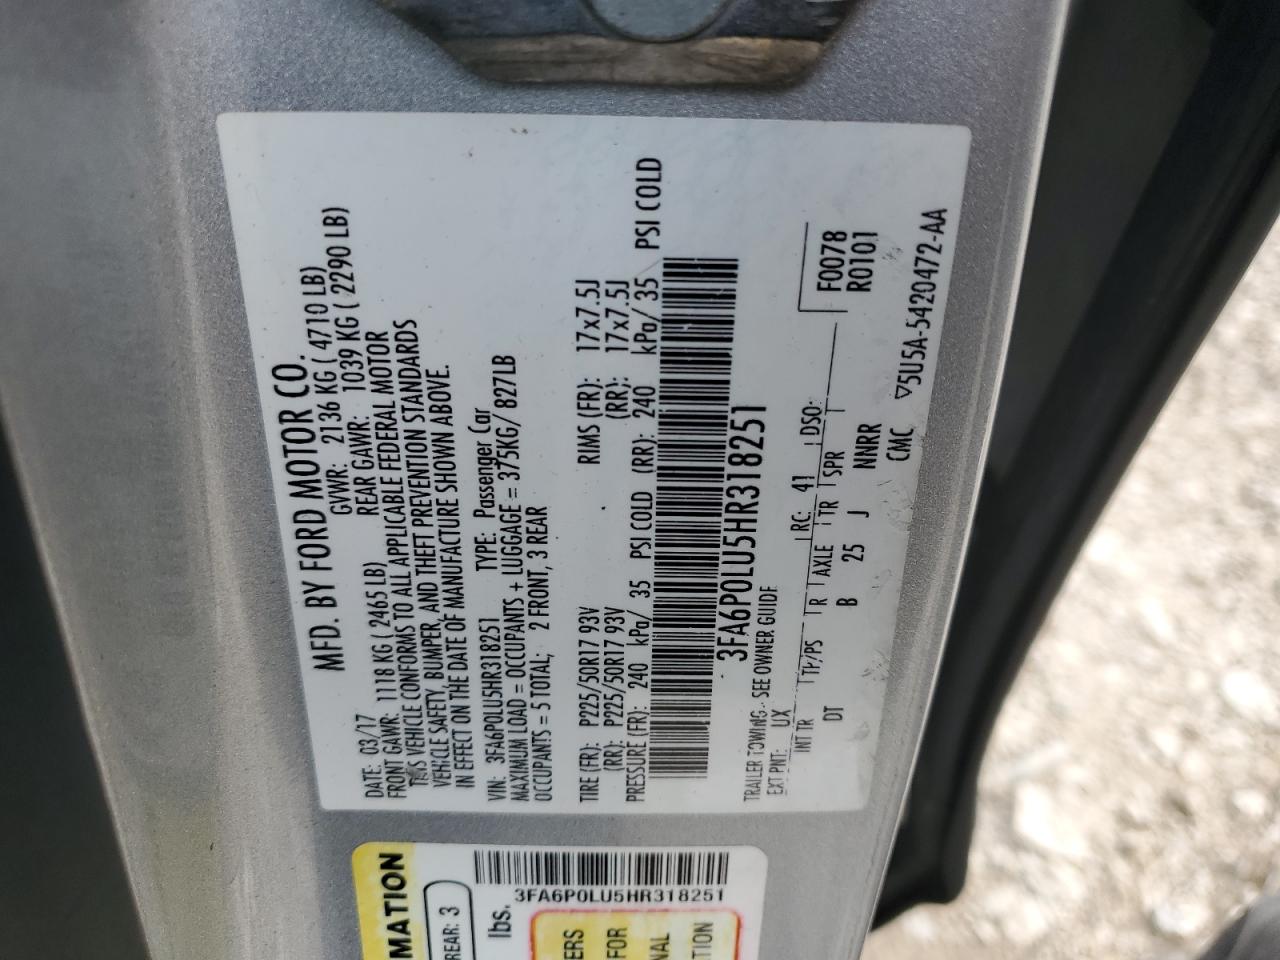 MFD. BY FORD MOTOR CO.
DATE: 03/17 GVWR: 2136 KG ( 4710 LB)
FRONT GAWR: 1118 KG ( 2465 LB) REAR GAWR: 1039 KG ( 2290 LB)
THIS VEHICLE CONFORMS TO ALL APPLICABLE FEDERAL MOTOR
VEHICLE SAFETY, BUMPER, AND THEFT PREVENTION STANDARDS
IN EFFECT ON THE DATE OF MANUFACTURE SHOWN ABOVE.
VIN: 3FA6P0LU5HR318251 TYPE: Passenger Car
MAXIMUM LOAD = OCCUPANTS + LUGGAGE = 375KG/ 827LB
OCCUPANTS = 5 TOTAL, 2 FRONT, 3 REAR
TIRE (FR): P225/50R17 93V RIMS (FR): 17x7.5J
(RR): P225/50R17 93V (RR): 17x7.5J
PRESSURE (FR): 240 kPa/ 35 PSI COLD (RR): 240 kPa/ 35 PSI COLD
3FA6P0LU5HR318251
TRAILER TOWING - SEE OWNER GUIDE
EXT PNT: UX RC: 41 DSO: F0078
R0101
INT TR TP/PS R AXLE TR SPR
DT B 25 J NNRR
CMC ▽5U5A-5420472-AA
MATION
REAR: 3
3FA6P0LU5HR318251
lbs.
ERS
FOR
NAL
TION